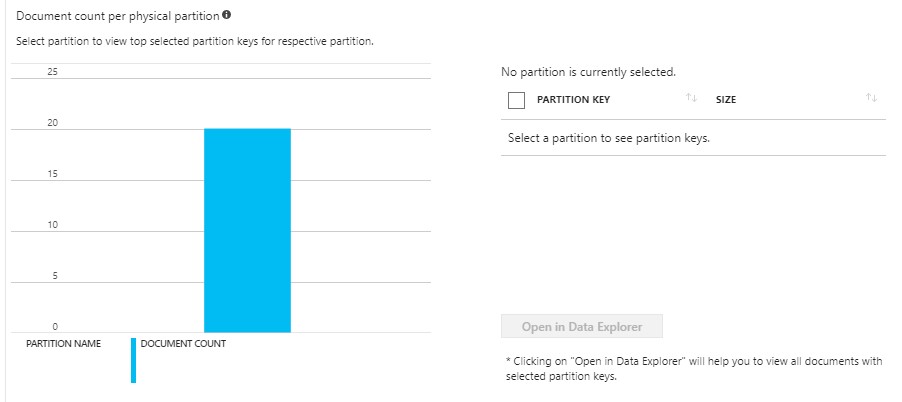 Document count per physical partition
Select partition to view top selected partition keys for respective partition.
25
20
15
10
5
0
PARTITION NAME
DOCUMENT COUNT
No partition is currently selected.
PARTITION KEY ↑↓ SIZE ↑↓
Select a partition to see partition keys.
Open in Data Explorer
* Clicking on "Open in Data Explorer" will help you to view all documents with
selected partition keys.